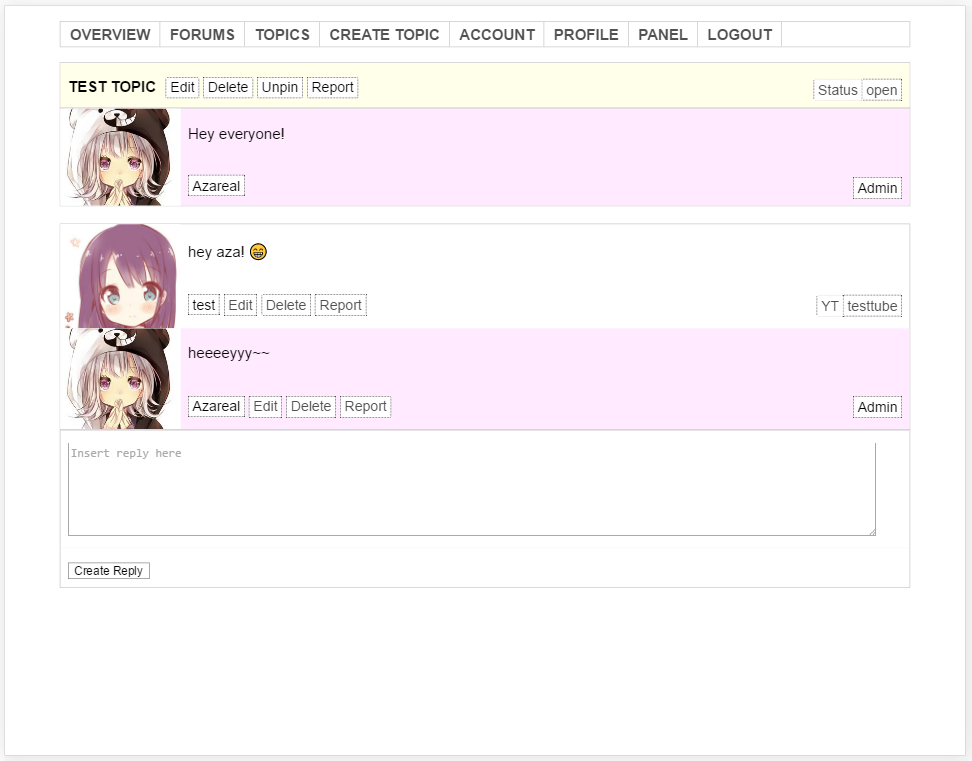 OVERVIEW FORUMS TOPICS CREATE TOPIC ACCOUNT PROFILE PANEL LOGOUT
TEST TOPIC Edit Delete Unpin Report Status open
Hey everyone!
Azareal Admin
hey aza! 😁
test Edit Delete Report YT testtube
heeeeyyy~~
Azareal Edit Delete Report Admin
Insert reply here
Create Reply